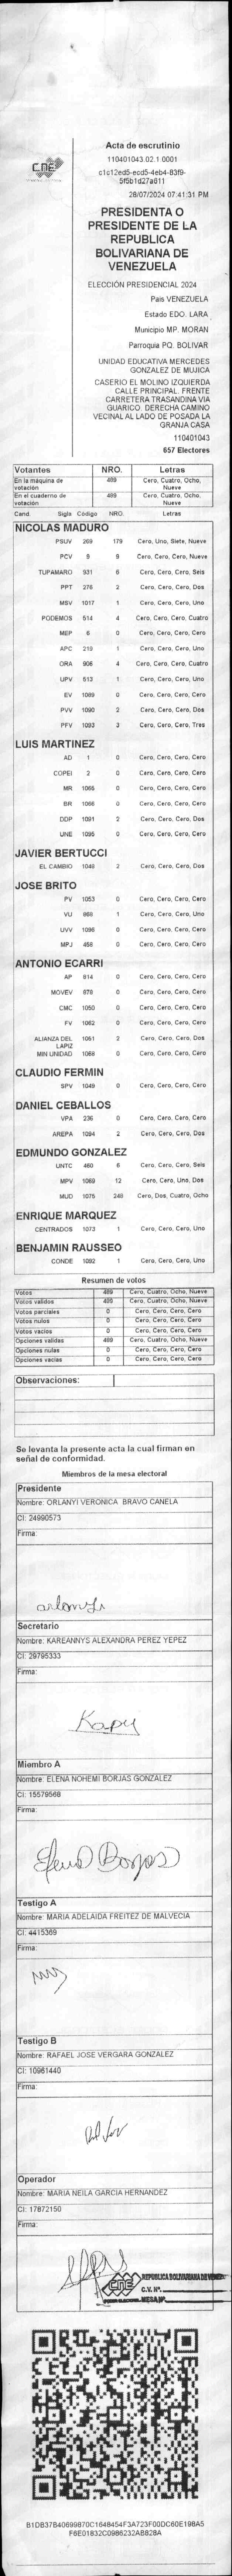 CNE
Acta de escrutinio
110401043.02.1.0001
c1c12ed5-ecd5-4eb4-83f9-
5f5b1d27a611
28/07/2024 07:41:31 PM
PRESIDENTA O
PRESIDENTE DE LA
REPUBLICA
BOLIVARIANA DE
VENEZUELA
ELECCIÓN PRESIDENCIAL 2024
País VENEZUELA
Estado EDO. LARA
Municipio MP. MORAN
Parroquia PQ. BOLIVAR
UNIDAD EDUCATIVA MERCEDES
GONZALEZ DE MUJICA
CASERIO EL MOLINO IZQUIERDA
CALLE PRINCIPAL. FRENTE
CARRETERA TRASANDINA VIA
GUARICO. DERECHA CAMINO
VECINAL AL LADO DE POSADA LA
GRANJA CASA
110401043
657 Electores
Votantes NRO. Letras
En la máquina de votación 489 Cero, Cuatro, Ocho, Nueve
En el cuaderno de votación 489 Cero, Cuatro, Ocho, Nueve
Cand. Sigla Código NRO. Letras
NICOLAS MADURO
PSUV 269 179 Cero, Uno, Siete, Nueve
PCV 9 9 Cero, Cero, Cero, Nueve
TUPAMARO 931 6 Cero, Cero, Cero, Seis
PPT 276 2 Cero, Cero, Cero, Dos
MSV 1017 1 Cero, Cero, Cero, Uno
PODEMOS 514 4 Cero, Cero, Cero, Cuatro
MEP 6 0 Cero, Cero, Cero, Cero
APC 219 1 Cero, Cero, Cero, Uno
ORA 906 4 Cero, Cero, Cero, Cuatro
UPV 513 1 Cero, Cero, Cero, Uno
EV 1089 0 Cero, Cero, Cero, Cero
PVV 1090 2 Cero, Cero, Cero, Dos
PFV 1093 3 Cero, Cero, Cero, Tres
LUIS MARTINEZ
AD 1 0 Cero, Cero, Cero, Cero
COPEI 2 0 Cero, Cero, Cero, Cero
MR 1065 0 Cero, Cero, Cero, Cero
BR 1066 0 Cero, Cero, Cero, Cero
DDP 1091 2 Cero, Cero, Cero, Dos
UNE 1095 0 Cero, Cero, Cero, Cero
JAVIER BERTUCCI
EL CAMBIO 1048 2 Cero, Cero, Cero, Dos
JOSE BRITO
PV 1053 0 Cero, Cero, Cero, Cero
VU 868 1 Cero, Cero, Cero, Uno
UVV 1096 0 Cero, Cero, Cero, Cero
MPJ 458 0 Cero, Cero, Cero, Cero
ANTONIO ECARRI
AP 814 0 Cero, Cero, Cero, Cero
MOVEV 878 0 Cero, Cero, Cero, Cero
CMC 1050 0 Cero, Cero, Cero, Cero
FV 1062 0 Cero, Cero, Cero, Cero
ALIANZA DEL LAPIZ 1061 2 Cero, Cero, Cero, Dos
MIN UNIDAD 1068 0 Cero, Cero, Cero, Cero
CLAUDIO FERMIN
SPV 1049 0 Cero, Cero, Cero, Cero
DANIEL CEBALLOS
VPA 236 0 Cero, Cero, Cero, Cero
AREPA 1094 2 Cero, Cero, Cero, Dos
EDMUNDO GONZALEZ
UNTC 460 6 Cero, Cero, Cero, Seis
MPV 1069 12 Cero, Cero, Uno, Dos
MUD 1075 248 Cero, Dos, Cuatro, Ocho
ENRIQUE MARQUEZ
CENTRADOS 1073 1 Cero, Cero, Cero, Uno
BENJAMIN RAUSSEO
CONDE 1092 1 Cero, Cero, Cero, Uno
Resumen de votos
Votos 489 Cero, Cuatro, Ocho, Nueve
Votos validos 489 Cero, Cuatro, Ocho, Nueve
Votos parciales 0 Cero, Cero, Cero, Cero
Votos nulos 0 Cero, Cero, Cero, Cero
Votos vacios 0 Cero, Cero, Cero, Cero
Opciones validas 489 Cero, Cuatro, Ocho, Nueve
Opciones nulas 0 Cero, Cero, Cero, Cero
Opciones vacias 0 Cero, Cero, Cero, Cero
Observaciones:
Se levanta la presente acta la cual firman en
señal de conformidad.
Miembros de la mesa electoral
Presidente
Nombre: ORLANYI VERONICA BRAVO CANELA
CI: 24990573
Firma:
Secretario
Nombre: KAREANNYS ALEXANDRA PEREZ YEPEZ
CI: 29795333
Firma:
Miembro A
Nombre: ELENA NOHEMI BORJAS GONZALEZ
CI: 15579568
Firma:
Elena Borjas
Testigo A
Nombre: MARIA ADELAIDA FREITEZ DE MALVECIA
CI: 4415369
Firma:
Testigo B
Nombre: RAFAEL JOSE VERGARA GONZALEZ
CI: 10961440
Firma:
Operador
Nombre: MARIA NEILA GARCIA HERNANDEZ
CI: 17872150
Firma:
CNE
PODER ELECTORAL
REPUBLICA BOLIVARIANA DE VENEZUELA
C.V. Nº.
MESA Nº
B1DB37B40699870C1648454F3A723F00DC60E198A5
F6E01832C0986232AB828A